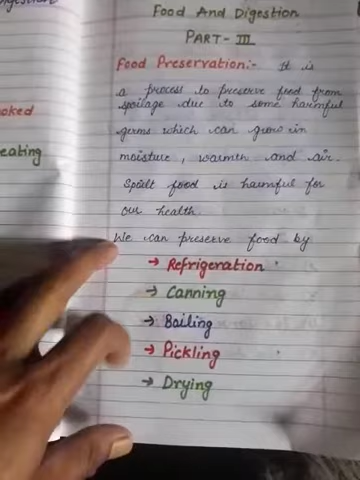 Food And Digestion
PART - III
Food Preservation:- It is
a process to preserve food from
spoilage due to some harmful
germs which can grow in
moisture, warmth and air.
Spoilt food is harmful for
our health.
We can preserve food by
→ Refrigeration
→ Canning
→ Boiling
→ Pickling
→ Drying
oked
eating